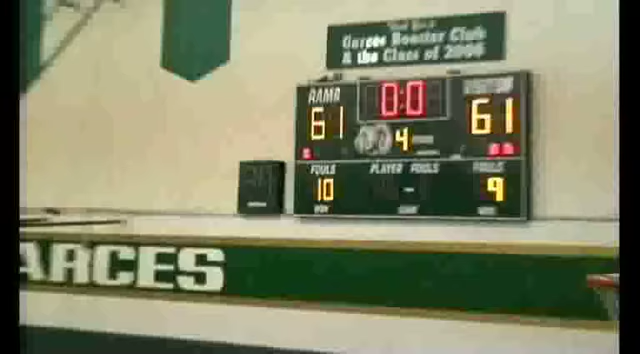 Garces Booster Club
& the Class of 2006
RAMS
0:0
61
4
61
FOULS
PLAYER FOULS
FOULS
10
9
ARCES